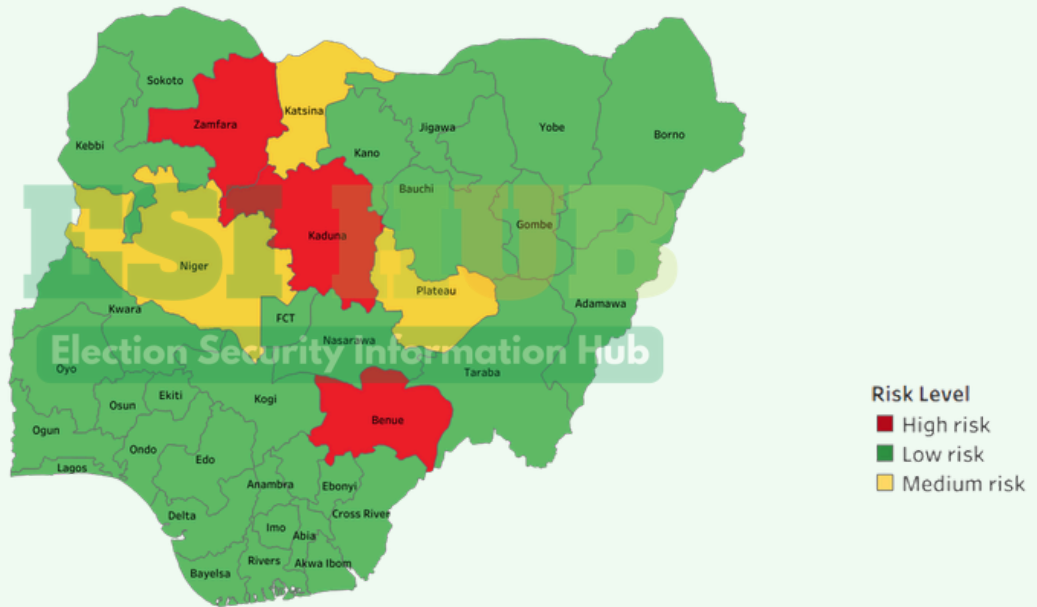 Sokoto
Katsina
Zamfara
Jigawa
Yobe
Borno
Kebbi
Kano
Bauchi
ESI HUB
Gombe
Kaduna
Niger
Plateau
Adamawa
Kwara
FCT
Nasarawa
Election Security Information Hub
Oyo
Taraba
Ekiti
Kogi
Osun
Benue
Ogun
Ondo
Edo
Lagos
Anambra
Ebonyi
Delta
Cross River
Imo
Abia
Rivers
Akwa Ibom
Bayelsa
Risk Level
High risk
Low risk
Medium risk